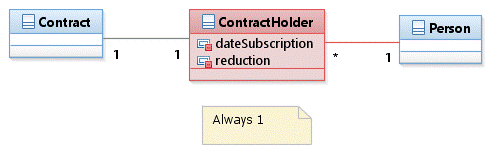 Contract
ContractHolder
dateSubscription
reduction
Person
1
1
*
1
Always 1